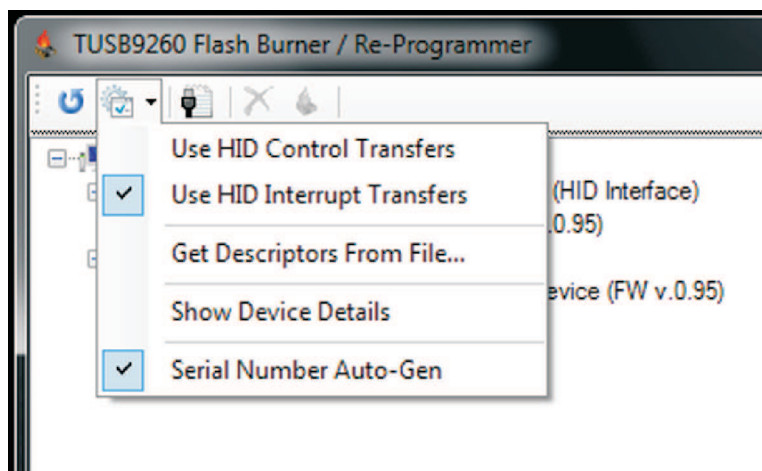 TUSB9260 Flash Burner / Re-Programmer
Use HID Control Transfers
Use HID Interrupt Transfers
(HID Interface)
.0.95)
Get Descriptors From File...
evice (FW v.0.95)
Show Device Details
Serial Number Auto-Gen